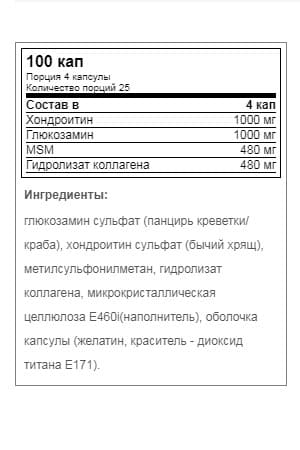 100 кап
Порция 4 капсулы
Количество порций 25
Состав в 4 кап
Хондроитин 1000 мг
Глюкозамин 1000 мг
MSM 480 мг
Гидролизат коллагена 480 мг
Ингредиенты:
глюкозамин сульфат (панцирь креветки/
краба), хондроитин сульфат (бычий хрящ),
метилсульфонилметан, гидролизат
коллагена, микрокристаллическая
целлюлоза E460i(наполнитель), оболочка
капсулы (желатин, краситель - диоксид
титана E171).